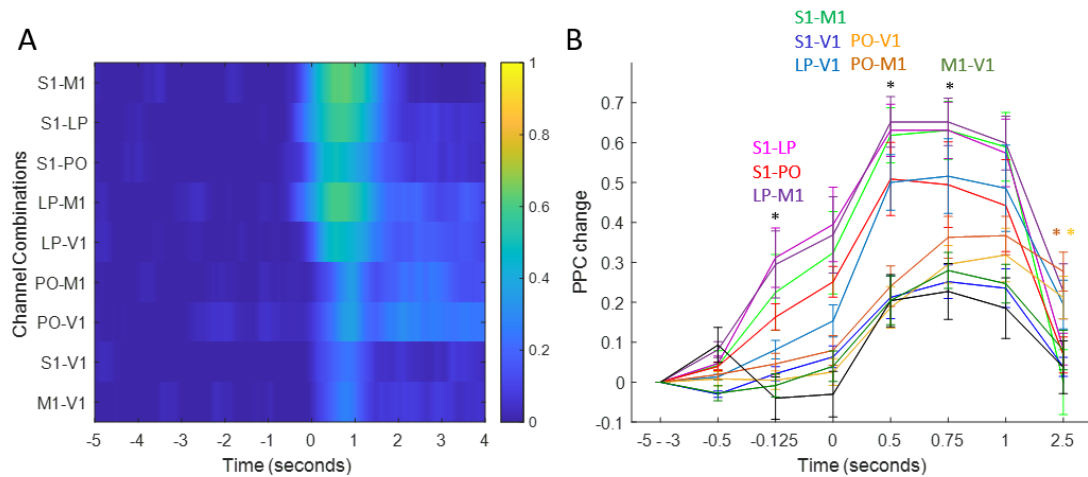 A
Channel Combinations
S1-M1
S1-LP
S1-PO
LP-M1
LP-V1
PO-M1
PO-V1
S1-V1
M1-V1
-5 -4 -3 -2 -1 0 1 2 3 4
Time (seconds)
1
0.8
0.6
0.4
0.2
0
B
S1-M1
S1-V1 PO-V1
LP-V1 PO-M1 M1-V1
* *
S1-LP
S1-PO
LP-M1
*
* *
PPC change
0.7
0.6
0.5
0.4
0.3
0.2
0.1
0
-0.1
-5 - -3 -0.5 -0.125 0 0.5 0.75 1 2.5
Time (seconds)